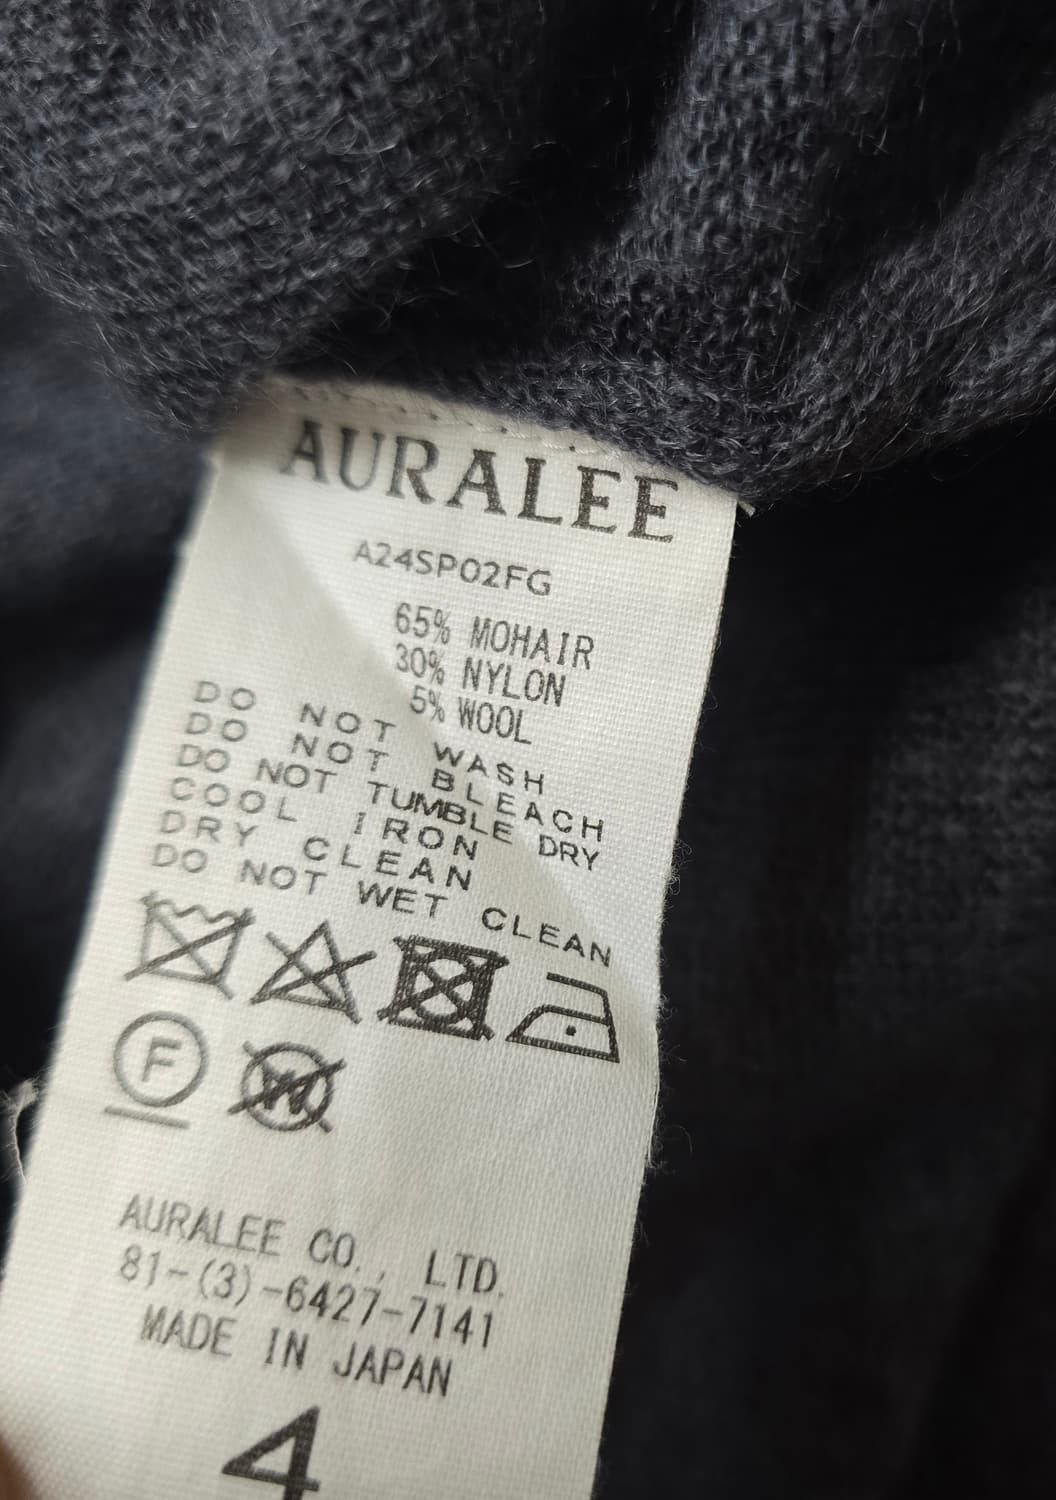 AURALEE
A24SP02FG
65% MOHAIR
30% NYLON
5% WOOL
DO NOT WASH
DO NOT BLEACH
DO NOT TUMBLE DRY
COOL IRON
DRY CLEAN
DO NOT WET CLEAN
F W
AURALEE CO., LTD.
81-(3)-6427-7141
MADE IN JAPAN
4